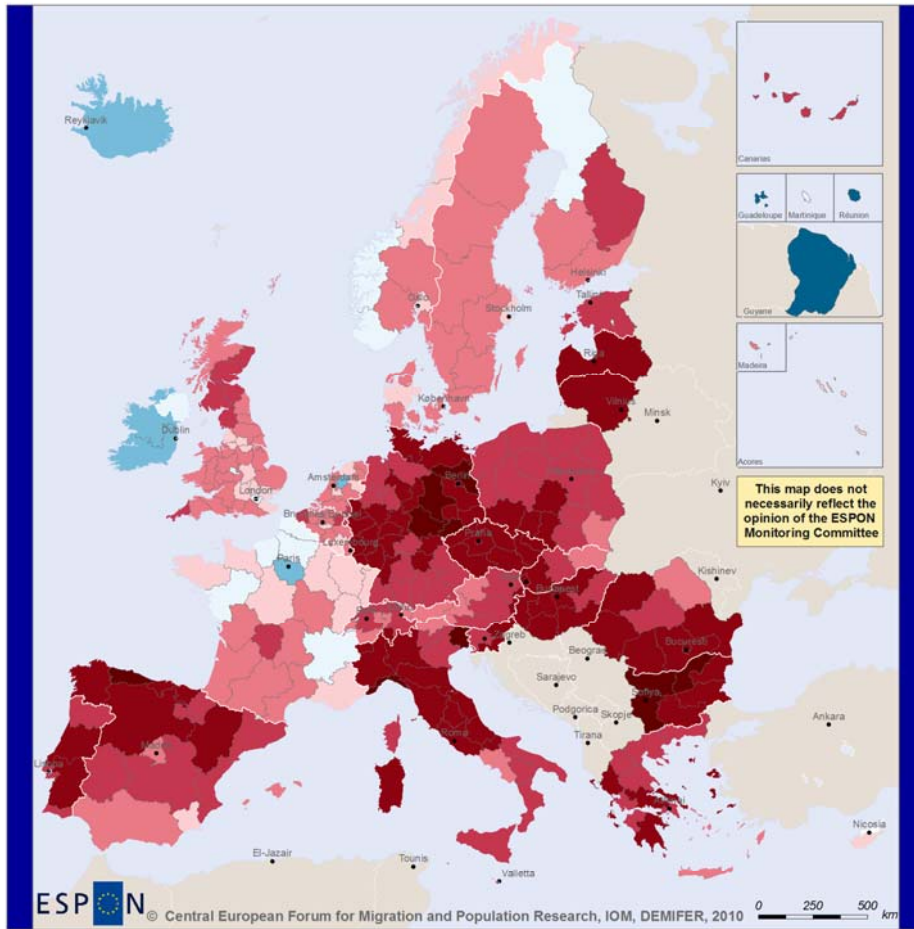 Reykjavik
Canarias
Guadeloupe
Martinique
Réunion
Guyane
Madeira
Acores
Oslo
Helsinki
Tallinn
Stockholm
Riga
København
Vilnius
Minsk
Dublin
London
Amsterdam
Berlin
Kyiv
Luxembourg
Praha
Paris
Kishinev
Budapest
Zagreb
Beograd
Bucuresti
Sarajevo
Sofiya
Podgorica
Skopje
Tirana
Ankara
Roma
Madrid
Lisboa
El-Jazair
Tounis
Valletta
Nicosia
This map does not
necessarily reflect the
opinion of the ESPON
Monitoring Committee
ESPON
© Central European Forum for Migration and Population Research, IOM, DEMIFER, 2010
0 250 500
km